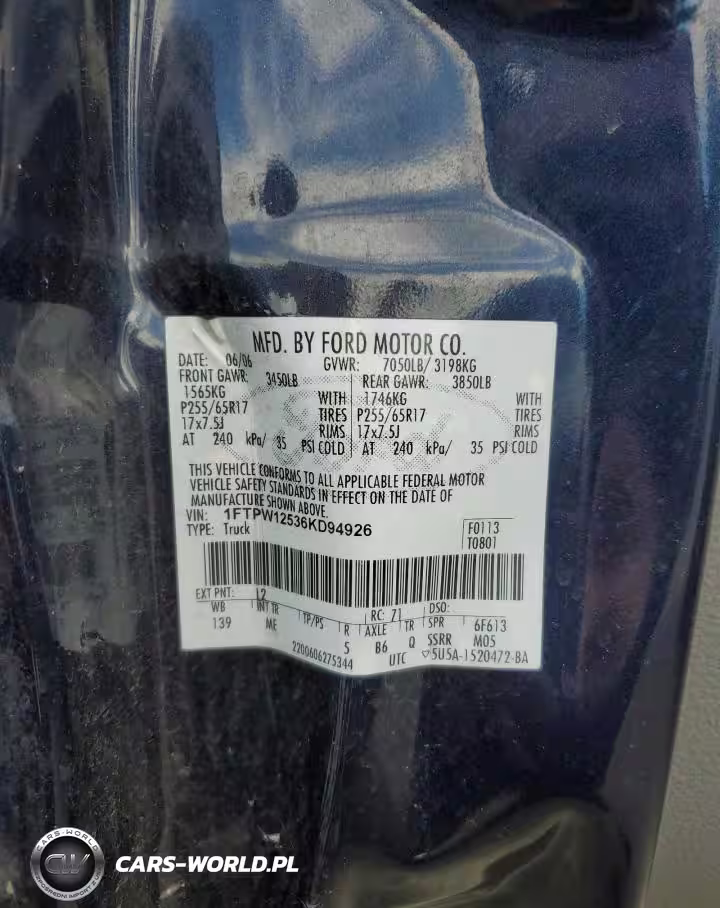 MFD. BY FORD MOTOR CO.
DATE: 06/06 GVWR: 7050LB/ 3198KG
FRONT GAWR: 3450LB REAR GAWR: 3850LB
1565KG WITH 1746KG WITH
P255/65R17 TIRES P255/65R17 TIRES
17x7.5J RIMS 17x7.5J RIMS
AT 240 kPa/ 35 PSI COLD AT 240 kPa/ 35 PSI COLD
THIS VEHICLE CONFORMS TO ALL APPLICABLE FEDERAL MOTOR
VEHICLE SAFETY STANDARDS IN EFFECT ON THE DATE OF
MANUFACTURE SHOWN ABOVE.
VIN: 1FTPW12536KD94926 F0113
TYPE: Truck T0801
EXT PNT: L2 RC: 71 DSO:
WB INT TR TP/PS R AXLE TR SPR 6F613
139 ME 5 B6 Q SSRR M05
2200606275344 UTC ▽5U5A-1520472-BA
CARS-WORLD
CW
CARS-WORLD.PL